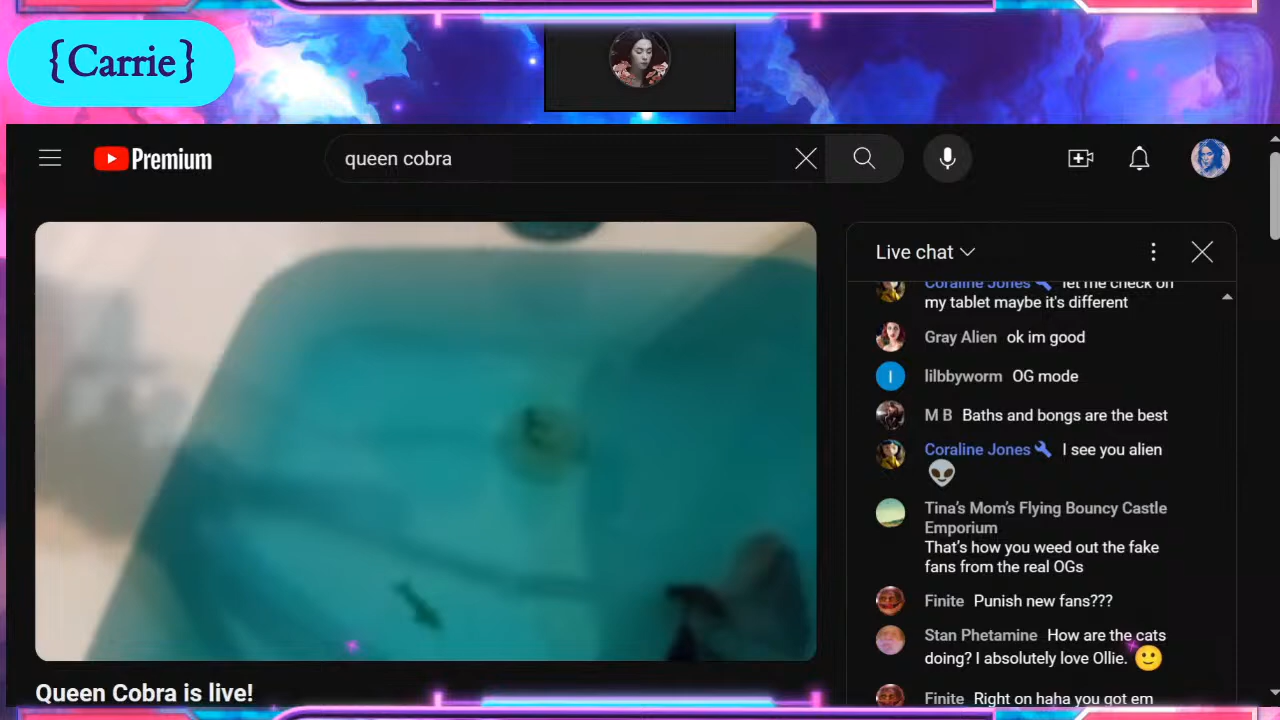 {Carrie}
Premium
queen cobra
Live chat
Coraline Jones let me check on
my tablet maybe it's different
Gray Alien ok im good
I lilbbyworm OG mode
M B Baths and bongs are the best
Coraline Jones I see you alien
Tina's Mom's Flying Bouncy Castle
Emporium
That's how you weed out the fake
fans from the real OGs
Finite Punish new fans???
Stan Phetamine How are the cats
doing? I absolutely love Ollie.
Finite Right on haha you got em
Queen Cobra is live!